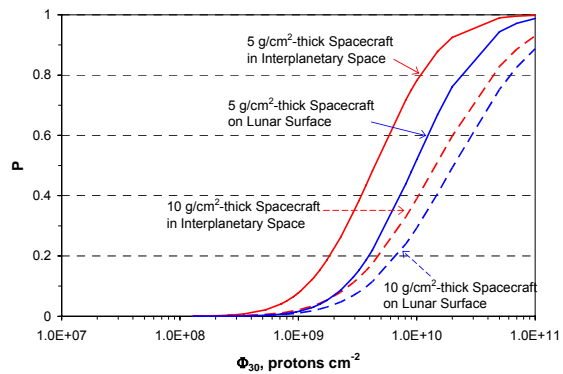 1
0.8
0.6
0.4
0.2
0
P
5 g/cm²-thick Spacecraft
in Interplanetary Space
5 g/cm²-thick Spacecraft
on Lunar Surface
10 g/cm²-thick Spacecraft
in Interplanetary Space
10 g/cm²-thick Spacecraft
on Lunar Surface
1.0E+07 1.0E+08 1.0E+09 1.0E+10 1.0E+11
Φ₃₀, protons cm⁻²